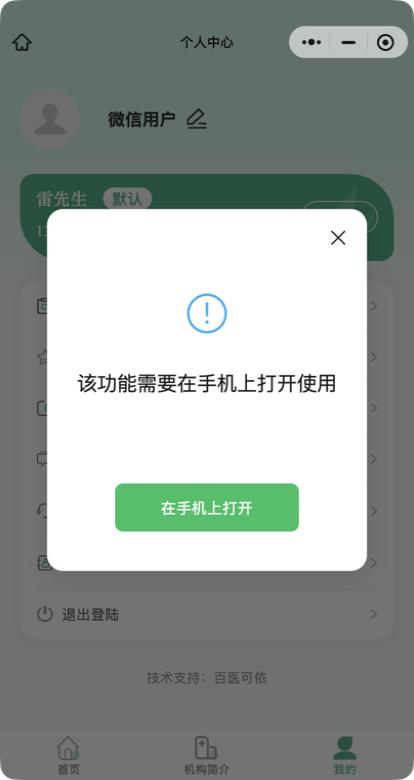 个人中心
微信用户
雷先生 默认
该功能需要在手机上打开使用
在手机上打开
退出登陆
技术支持：百医可依
首页
机构简介
我的